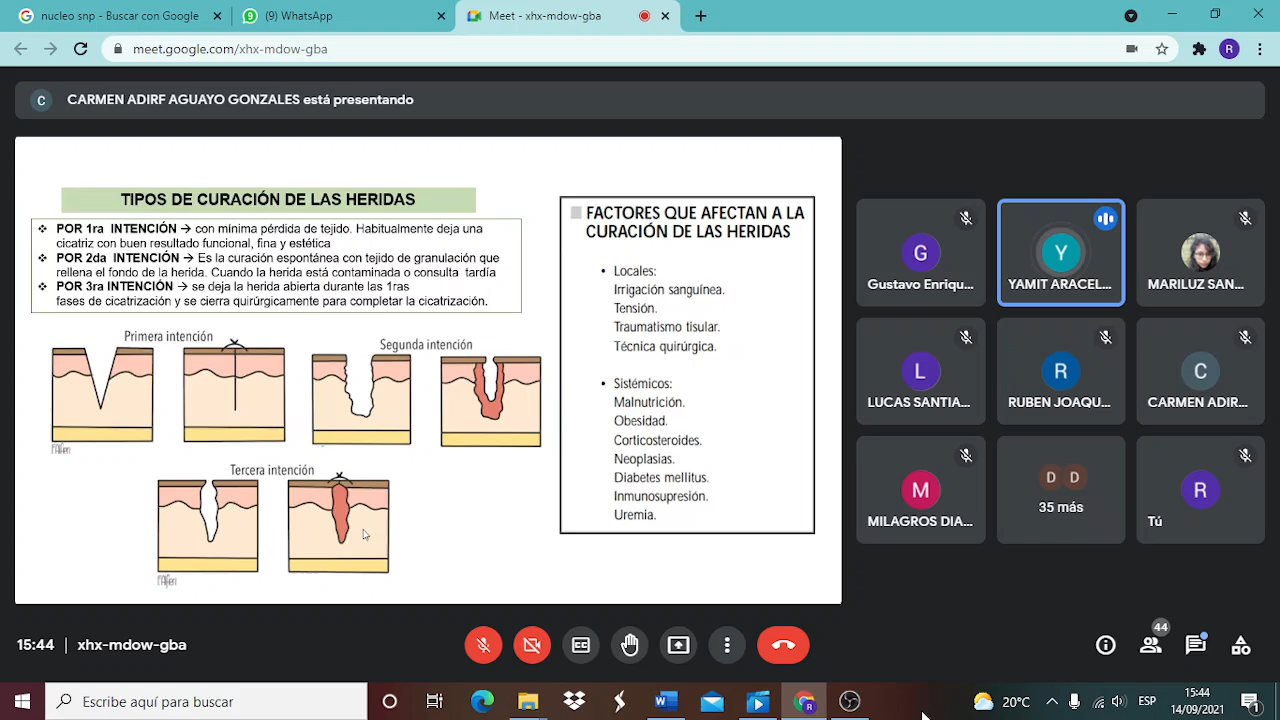 nucleo snp - Buscar con Google
(9) WhatsApp
Meet - xhx-mdow-gba
meet.google.com/xhx-mdow-gba
R
C CARMEN ADIRF AGUAYO GONZALES está presentando
TIPOS DE CURACIÓN DE LAS HERIDAS
❖ POR 1ra INTENCIÓN → con mínima pérdida de tejido. Habitualmente deja una
cicatriz con buen resultado funcional, fina y estética
❖ POR 2da INTENCIÓN → Es la curación espontánea con tejido de granulación que
rellena el fondo de la herida. Cuando la herida está contaminada o consulta tardía
❖ POR 3ra INTENCIÓN → se deja la herida abierta durante las 1ras
fases de cicatrización y se cierra quirúrgicamente para completar la cicatrización.
Primera intención
Segunda intención
Tercera intención
FACTORES QUE AFECTAN A LA
CURACIÓN DE LAS HERIDAS
• Locales:
Irrigación sanguínea.
Tensión.
Traumatismo tisular.
Técnica quirúrgica.
• Sistémicos:
Malnutrición.
Obesidad.
Corticosteroides.
Neoplasias.
Diabetes mellitus.
Inmunosupresión.
Uremia.
G
Gustavo Enriqu...
Y
YAMIT ARACEL...
MARILUZ SAN...
L
LUCAS SANTIA...
R
RUBEN JOAQU...
C
CARMEN ADIR...
M
MILAGROS DIA...
D D
35 más
R
Tú
15:44 | xhx-mdow-gba
44
Escribe aquí para buscar
20°C
ESP
15:44
14/09/2021
1